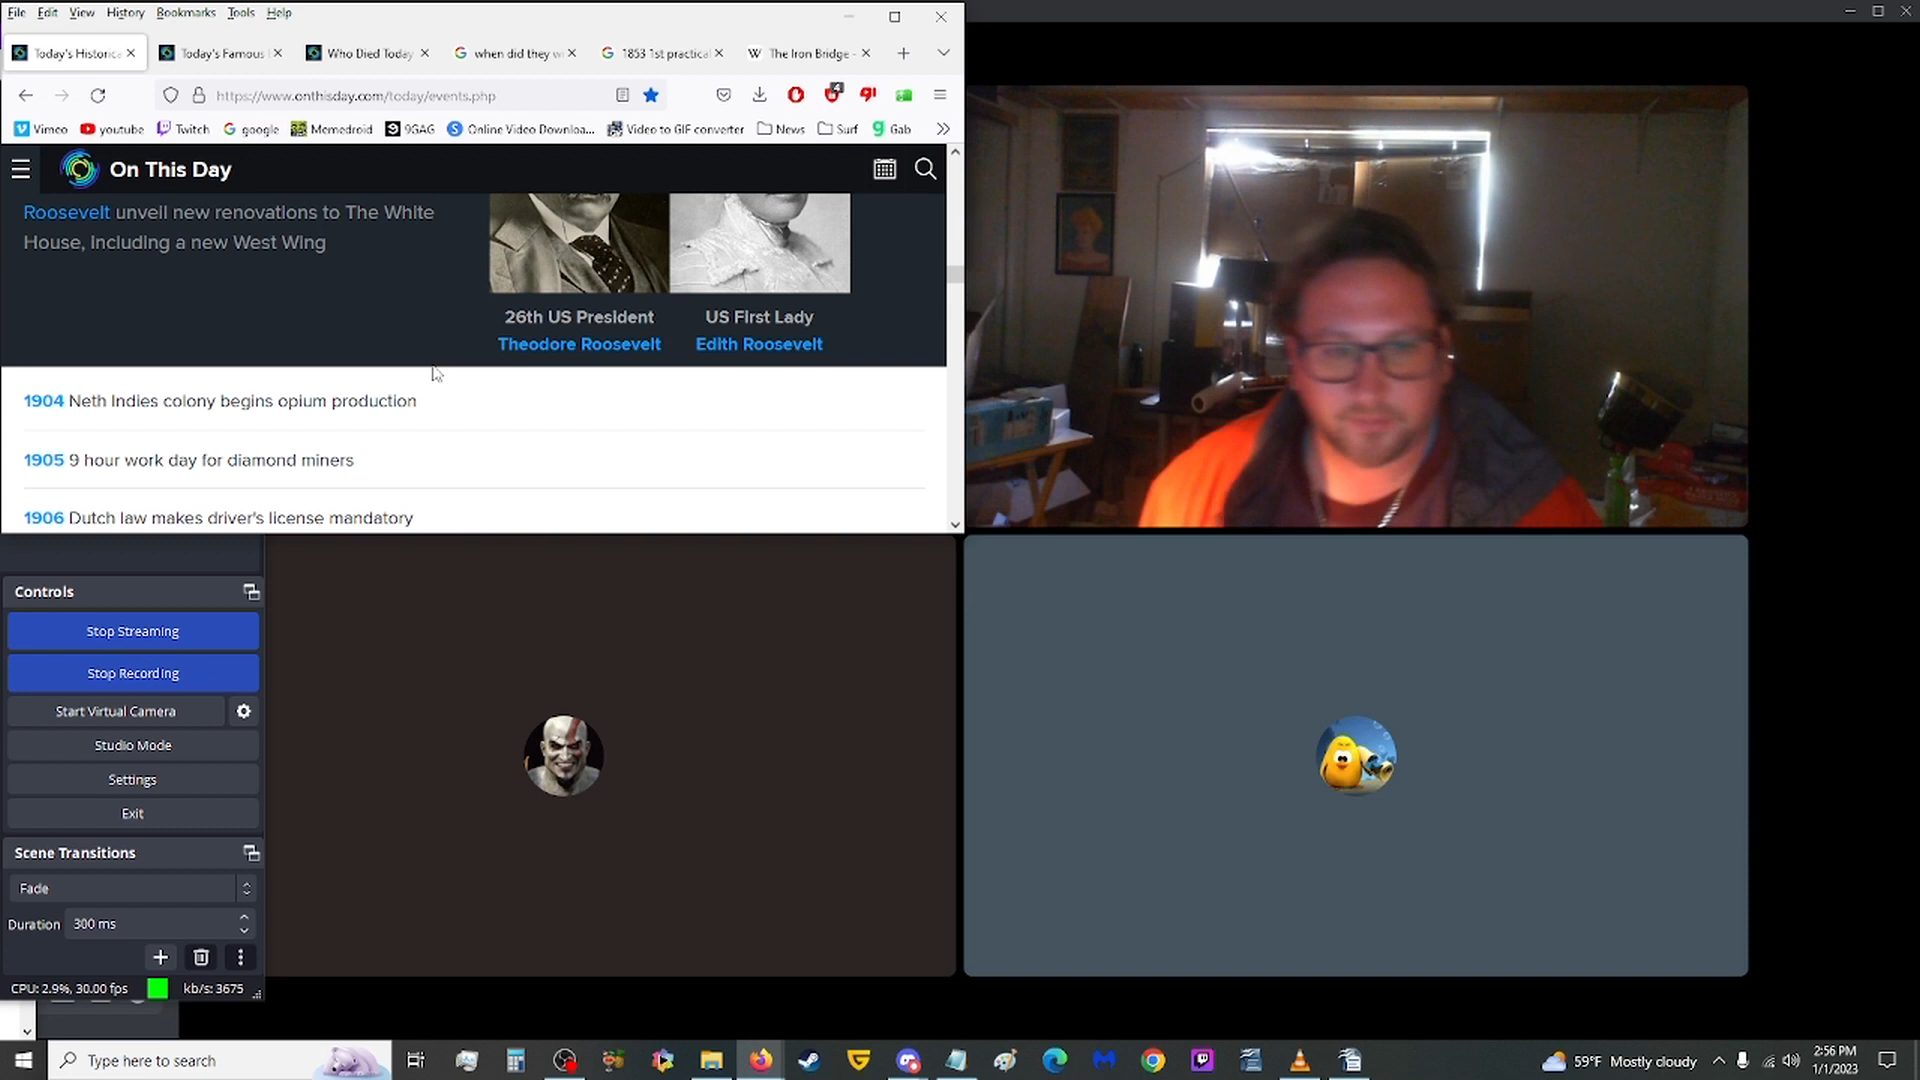 File Edit View History Bookmarks Tools Help
Today's Historica
Today's Famous
Who Died Today
when did they w
1853 1st practical
The Iron Bridge -
https://www.onthisday.com/today/events.php
4
Vimeo youtube Twitch google Memedroid 9GAG Online Video Downloa... Video to GIF converter News Surf Gab
On This Day
Roosevelt unveil new renovations to The White
House, including a new West Wing
26th US President
Theodore Roosevelt
US First Lady
Edith Roosevelt
1904 Neth Indies colony begins opium production
1905 9 hour work day for diamond miners
1906 Dutch law makes driver's license mandatory
Controls
Stop Streaming
Stop Recording
Start Virtual Camera
Studio Mode
Settings
Exit
Scene Transitions
Fade
Duration 300 ms
CPU: 2.9%, 30.00 fps kb/s: 3675
Type here to search
59°F Mostly cloudy
2:56 PM
1/1/2023